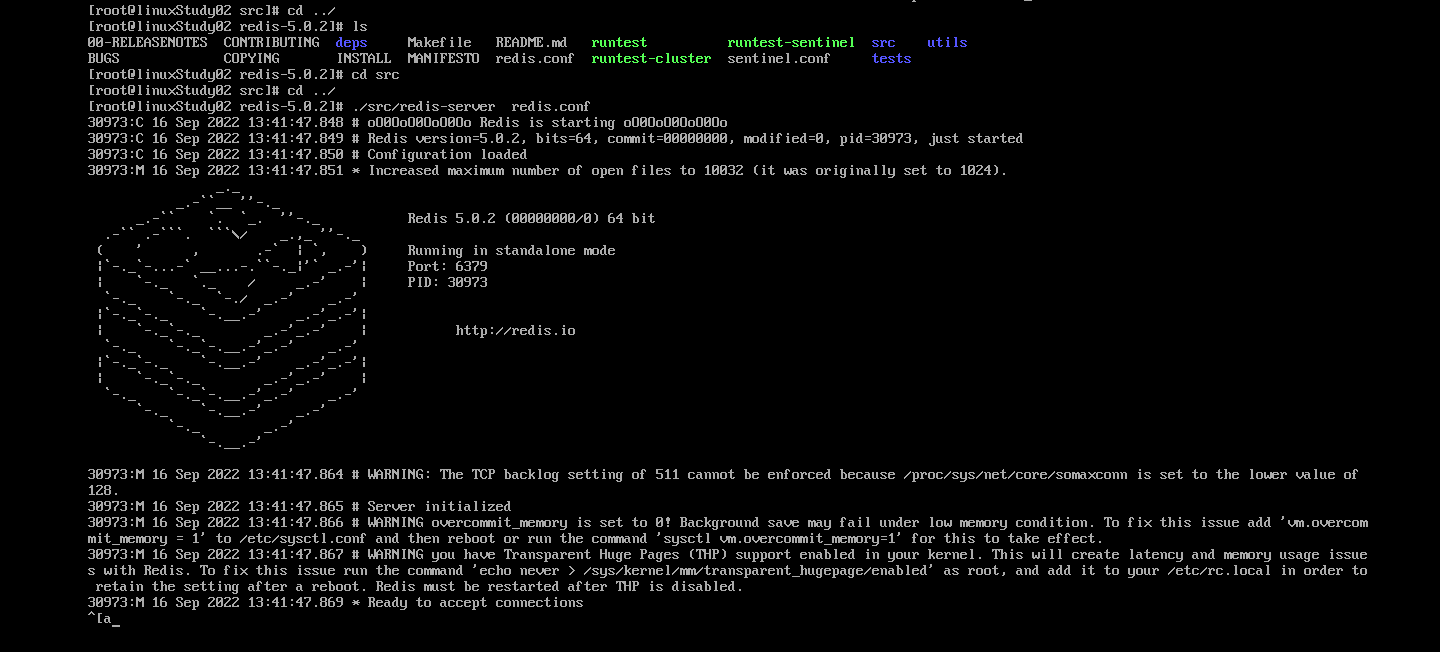 [root@linuxStudy02 src]# cd ../
[root@linuxStudy02 redis-5.0.2]# ls
00-RELEASENOTES  CONTRIBUTING  deps     Makefile   README.md   runtest          runtest-sentinel  src    utils
BUGS             COPYING       INSTALL  MANIFESTO  redis.conf  runtest-cluster  sentinel.conf     tests
[root@linuxStudy02 redis-5.0.2]# cd src
[root@linuxStudy02 src]# cd ../
[root@linuxStudy02 redis-5.0.2]# ./src/redis-server  redis.conf
30973:C 16 Sep 2022 13:41:47.848 # oO0OoO0OoO0Oo Redis is starting oO0OoO0OoO0Oo
30973:C 16 Sep 2022 13:41:47.849 # Redis version=5.0.2, bits=64, commit=00000000, modified=0, pid=30973, just started
30973:C 16 Sep 2022 13:41:47.850 # Configuration loaded
30973:M 16 Sep 2022 13:41:47.851 * Increased maximum number of open files to 10032 (it was originally set to 1024).
Redis 5.0.2 (00000000/0) 64 bit
Running in standalone mode
Port: 6379
PID: 30973
http://redis.io
30973:M 16 Sep 2022 13:41:47.864 # WARNING: The TCP backlog setting of 511 cannot be enforced because /proc/sys/net/core/somaxconn is set to the lower value of
128.
30973:M 16 Sep 2022 13:41:47.865 # Server initialized
30973:M 16 Sep 2022 13:41:47.866 # WARNING overcommit_memory is set to 0! Background save may fail under low memory condition. To fix this issue add 'vm.overcom
mit_memory = 1' to /etc/sysctl.conf and then reboot or run the command 'sysctl vm.overcommit_memory=1' for this to take effect.
30973:M 16 Sep 2022 13:41:47.867 # WARNING you have Transparent Huge Pages (THP) support enabled in your kernel. This will create latency and memory usage issue
s with Redis. To fix this issue run the command 'echo never > /sys/kernel/mm/transparent_hugepage/enabled' as root, and add it to your /etc/rc.local in order to
 retain the setting after a reboot. Redis must be restarted after THP is disabled.
30973:M 16 Sep 2022 13:41:47.869 * Ready to accept connections
^[a_